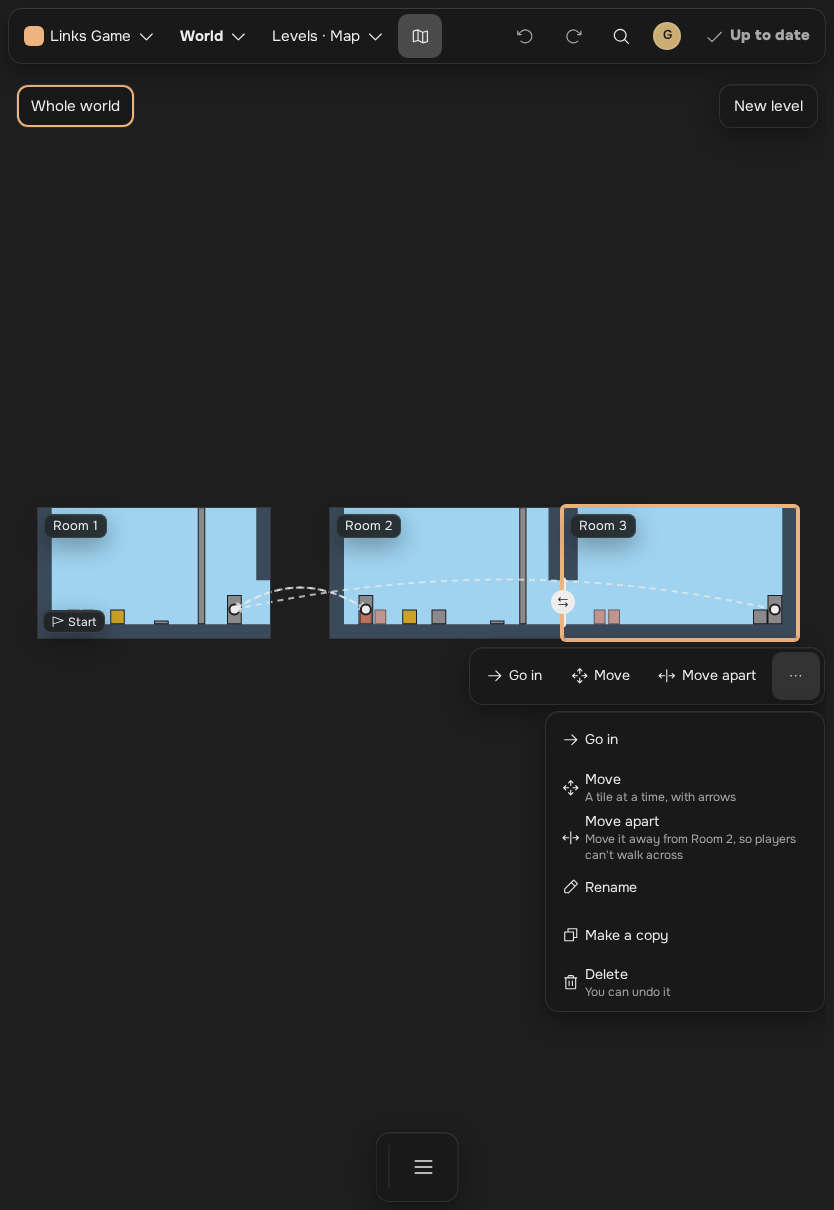 Links Game
World
Levels · Map
G
Up to date
Whole world
New level
Room 1
Room 2
Room 3
Start
Go in
Move
Move apart
...
Go in
Move
A tile at a time, with arrows
Move apart
Move it away from Room 2, so players
can't walk across
Rename
Make a copy
Delete
You can undo it